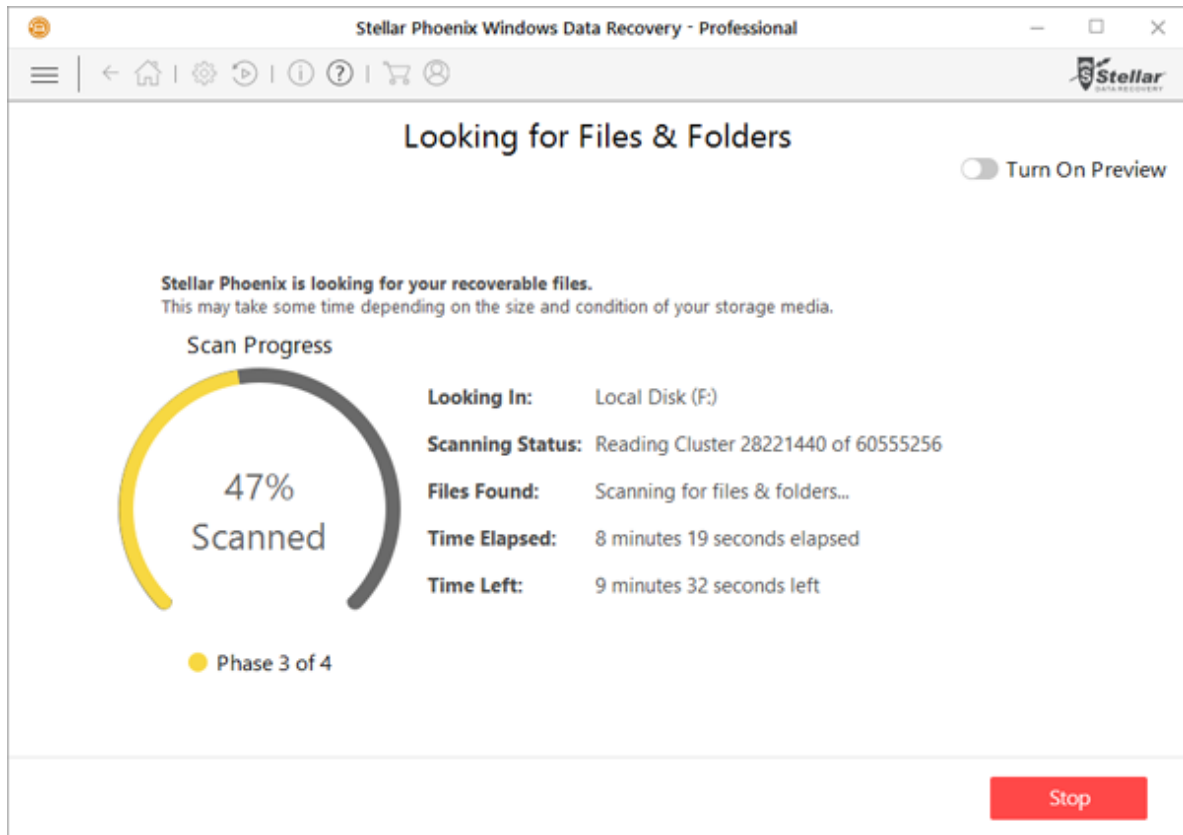 Stellar Phoenix Windows Data Recovery - Professional
Stellar
DATA RECOVERY
Looking for Files & Folders
Turn On Preview
Stellar Phoenix is looking for your recoverable files.
This may take some time depending on the size and condition of your storage media.
Scan Progress
47%
Scanned
Looking In: Local Disk (F:)
Scanning Status: Reading Cluster 28221440 of 60555256
Files Found: Scanning for files & folders...
Time Elapsed: 8 minutes 19 seconds elapsed
Time Left: 9 minutes 32 seconds left
Phase 3 of 4
Stop